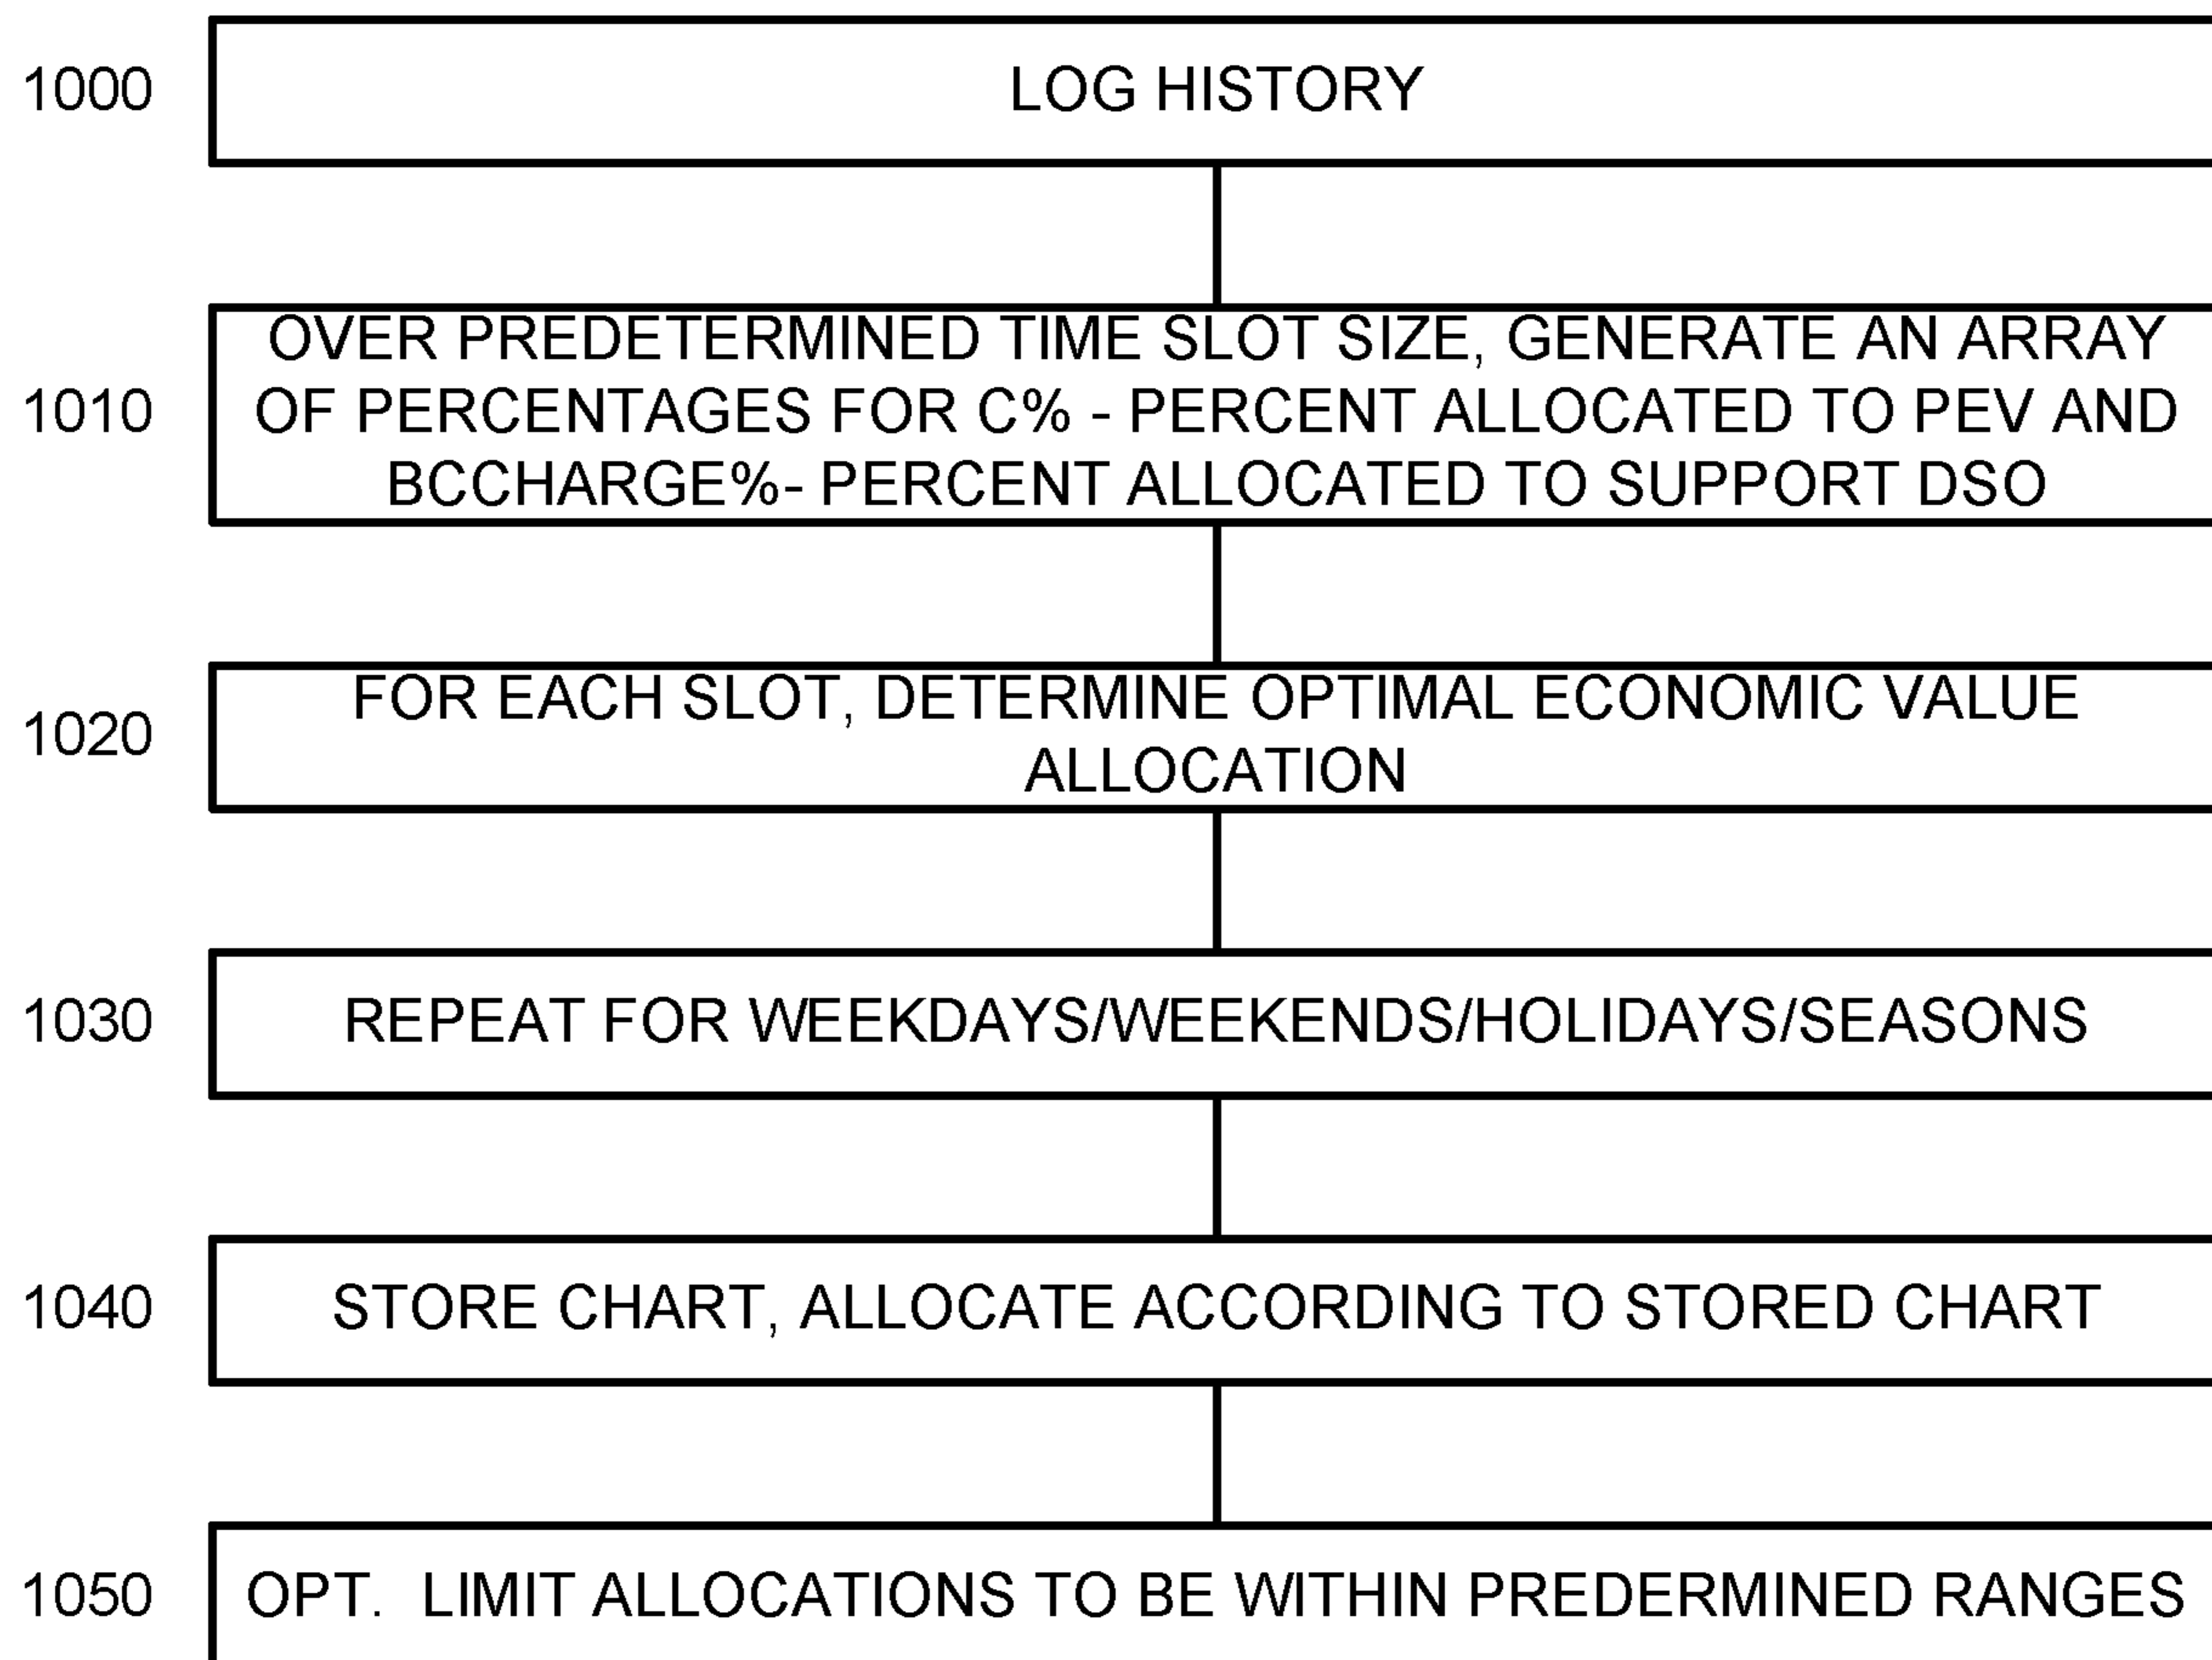 1000
LOG HISTORY
1010
OVER PREDETERMINED TIME SLOT SIZE, GENERATE AN ARRAY
OF PERCENTAGES FOR C% - PERCENT ALLOCATED TO PEV AND
BCCHARGE%- PERCENT ALLOCATED TO SUPPORT DSO
1020
FOR EACH SLOT, DETERMINE OPTIMAL ECONOMIC VALUE
ALLOCATION
1030
REPEAT FOR WEEKDAYS/WEEKENDS/HOLIDAYS/SEASONS
1040
STORE CHART, ALLOCATE ACCORDING TO STORED CHART
1050
OPT.  LIMIT ALLOCATIONS TO BE WITHIN PREDERMINED RANGES